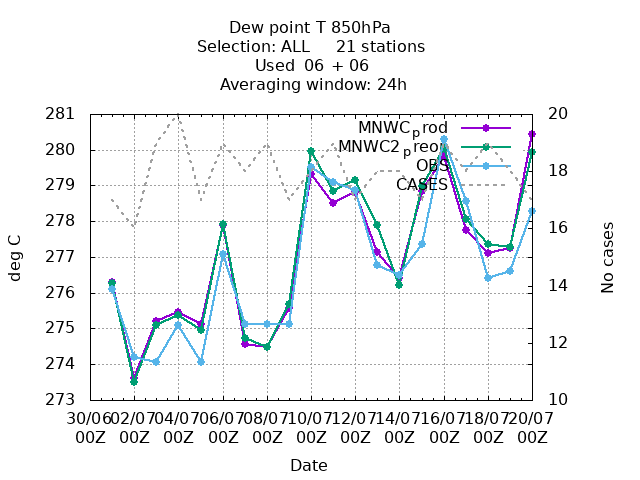 Dew point T 850hPa
Selection: ALL     21 stations
Used  06 + 06
Averaging window: 24h
281
280
279
278
277
276
275
274
273
deg C
20
18
16
14
12
10
No cases
MNWCprod
MNWC2preop
OBS
CASES
30/06 02/07 04/07 06/07 08/07 10/07 12/07 14/07 16/07 18/07 20/07
00Z 00Z 00Z 00Z 00Z 00Z 00Z 00Z 00Z 00Z 00Z
Date